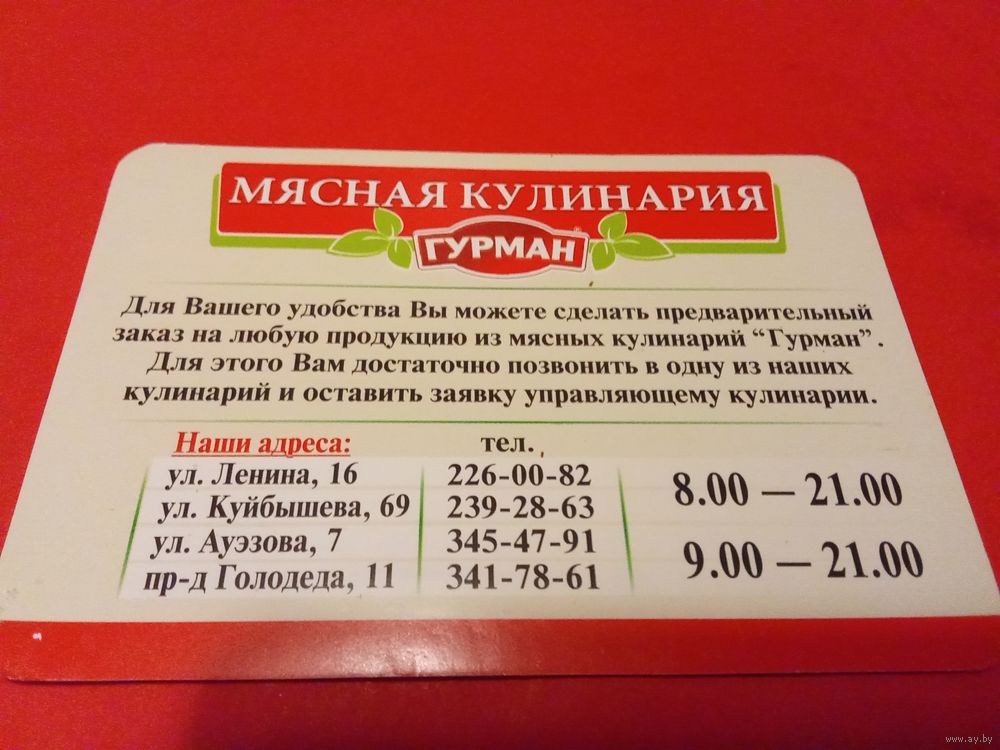 МЯСНАЯ КУЛИНАРИЯ
ГУРМАН
Для Вашего удобства Вы можете сделать предварительный
заказ на любую продукцию из мясных кулинарий “Гурман” .
Для этого Вам достаточно позвонить в одну из наших
кулинарий и оставить заявку управляющему кулинарии.
Наши адреса: тел.
ул. Ленина, 16 226-00-82
ул. Куйбышева, 69 239-28-63
8.00 — 21.00
ул. Ауэзова, 7 345-47-91
пр-д Голодеда, 11 341-78-61
9.00 — 21.00
www.ay.by